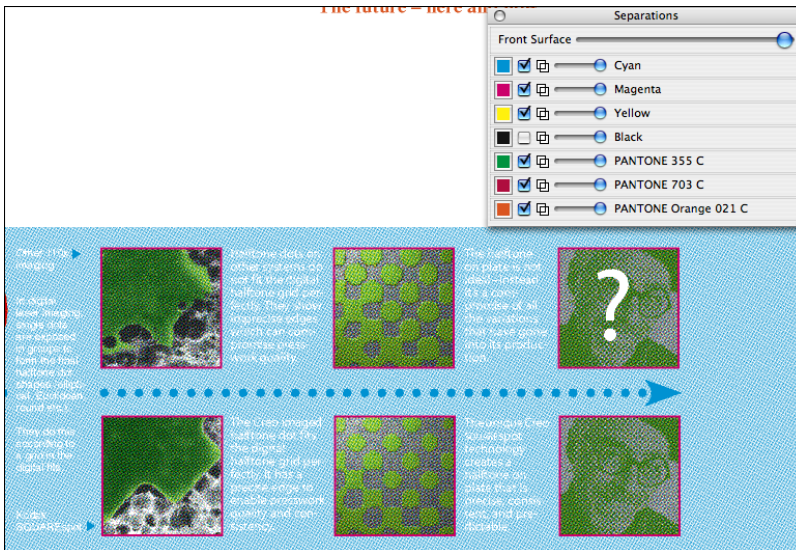 The future – here
Separations
Front Surface
Cyan
Magenta
Yellow
Black
PANTONE 355 C
PANTONE 703 C
PANTONE Orange 021 C
Other
imaging
In digital
laser imaging,
single dots
are exposed
in groups to
form the final
halftone dot
shapes (ellipti-
cal, Euclidean,
round etc.).
They do this
according to
a grid in the
digital file.
Kodak
SQUAREspot
Halftone dots on
other systems do
not fit the digital
halftone grid per-
fectly. They show
imprecise edges
which can com-
promise press-
work quality.
The halftone
on plate is not
ideal–instead
it's a com-
promise of all
the variations
that have gone
into its produc-
tion.
?
The Creo imaged
halftone dot fits
the digital
halftone grid per-
fectly. It has a
precise edge to
enable presswork
quality and con-
sistency.
The unique Creo
squarespot
technology
creates a
halftone on
plate that is
precise, consis-
tent, and pre-
dictable.